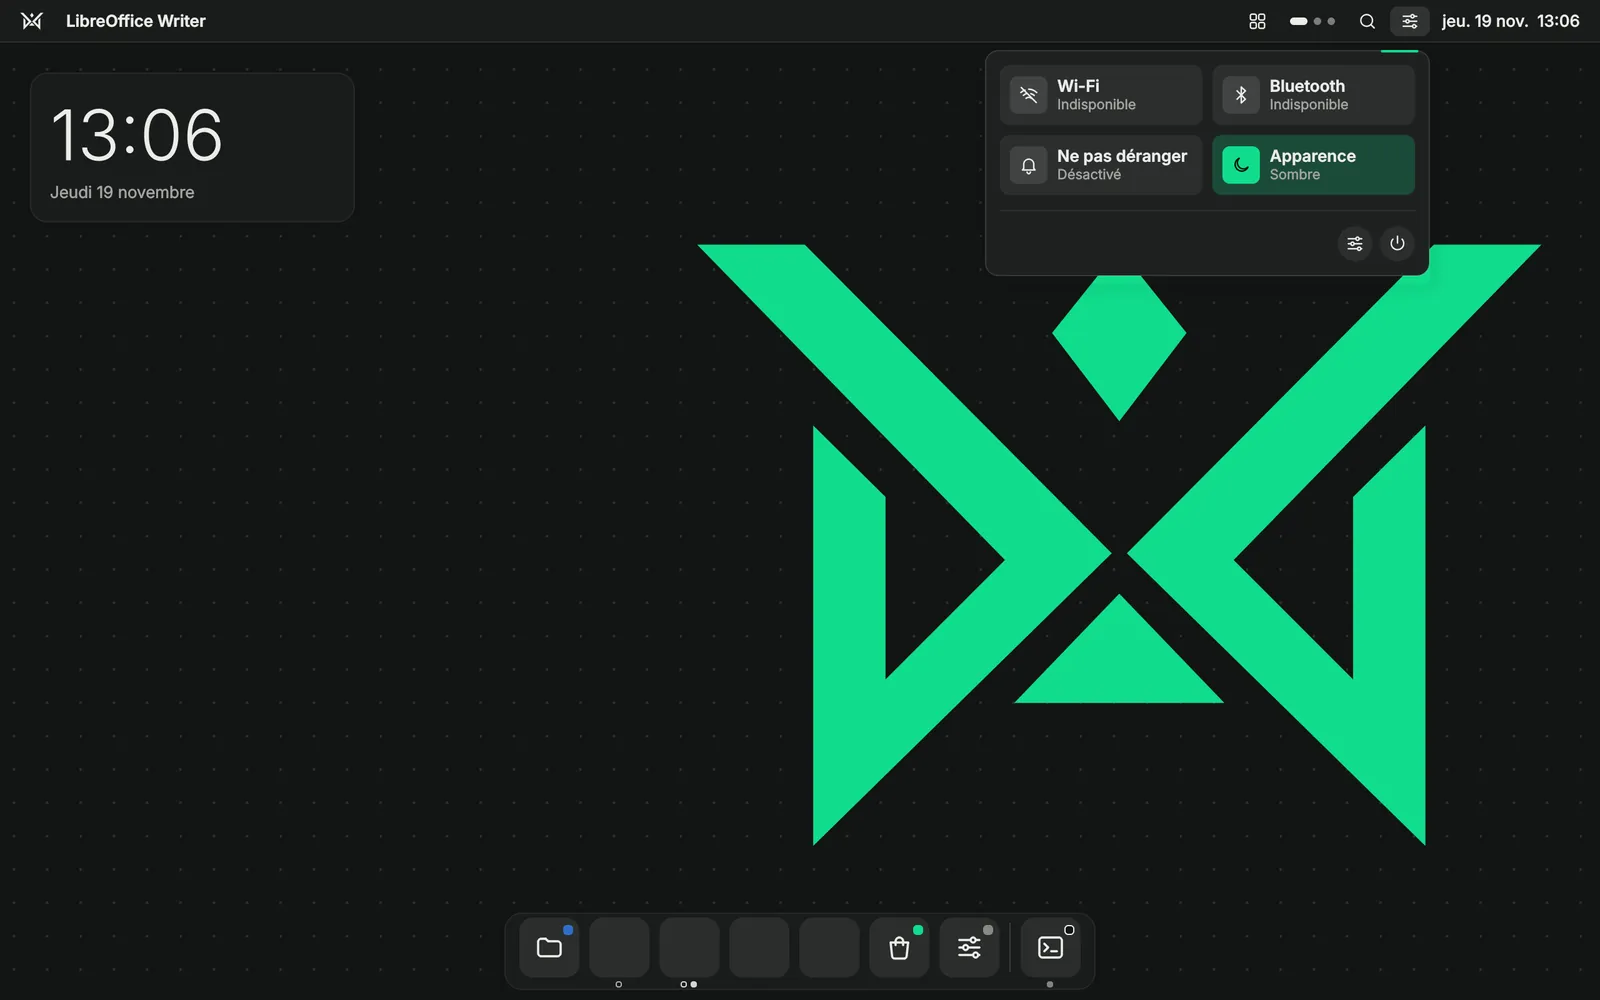 LibreOffice Writer
jeu. 19 nov. 13:06
13:06
Jeudi 19 novembre
Wi-Fi
Indisponible
Bluetooth
Indisponible
Ne pas déranger
Désactivé
Apparence
Sombre